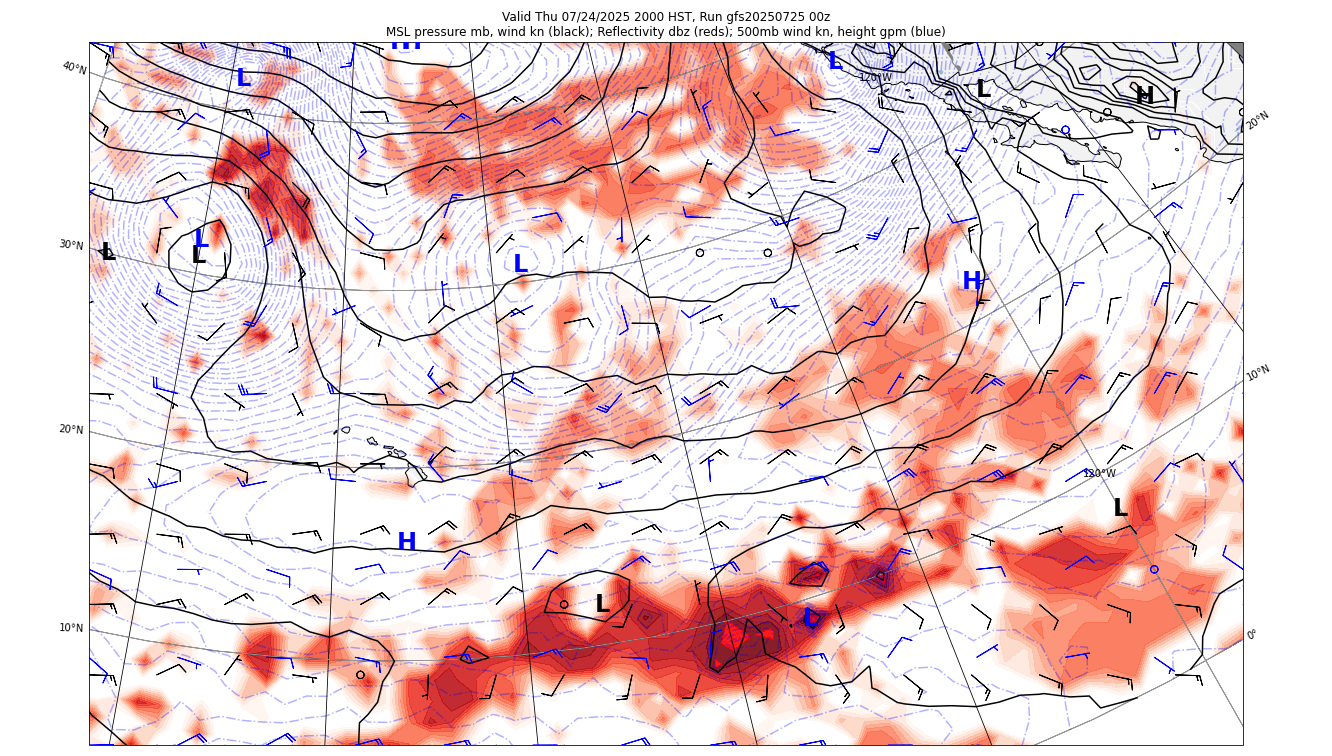 Valid Thu 07/24/2025 2000 HST, Run gfs20250725 00z
MSL pressure mb, wind kn (black); Reflectivity dbz (reds); 500mb wind kn, height gpm (blue)
H
L
L
120°W
40°N
L
H
20°N
L
30°N
L
L
L
H
10°N
20°N
120°W
L
H
L
L
10°N
0°